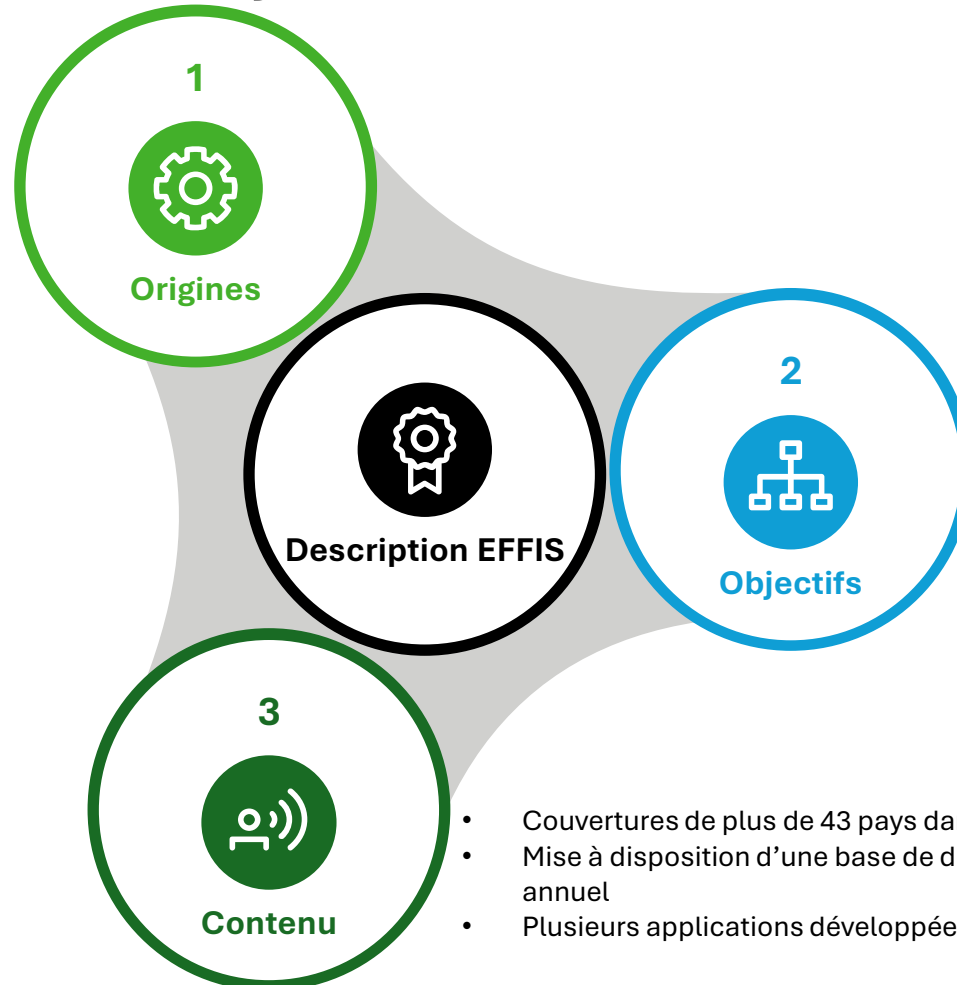 1
Origines
2
Objectifs
Description EFFIS
3
Contenu
• Couvertures de plus de 43 pays da
• Mise à disposition d’une base de d
annuel
• Plusieurs applications développée